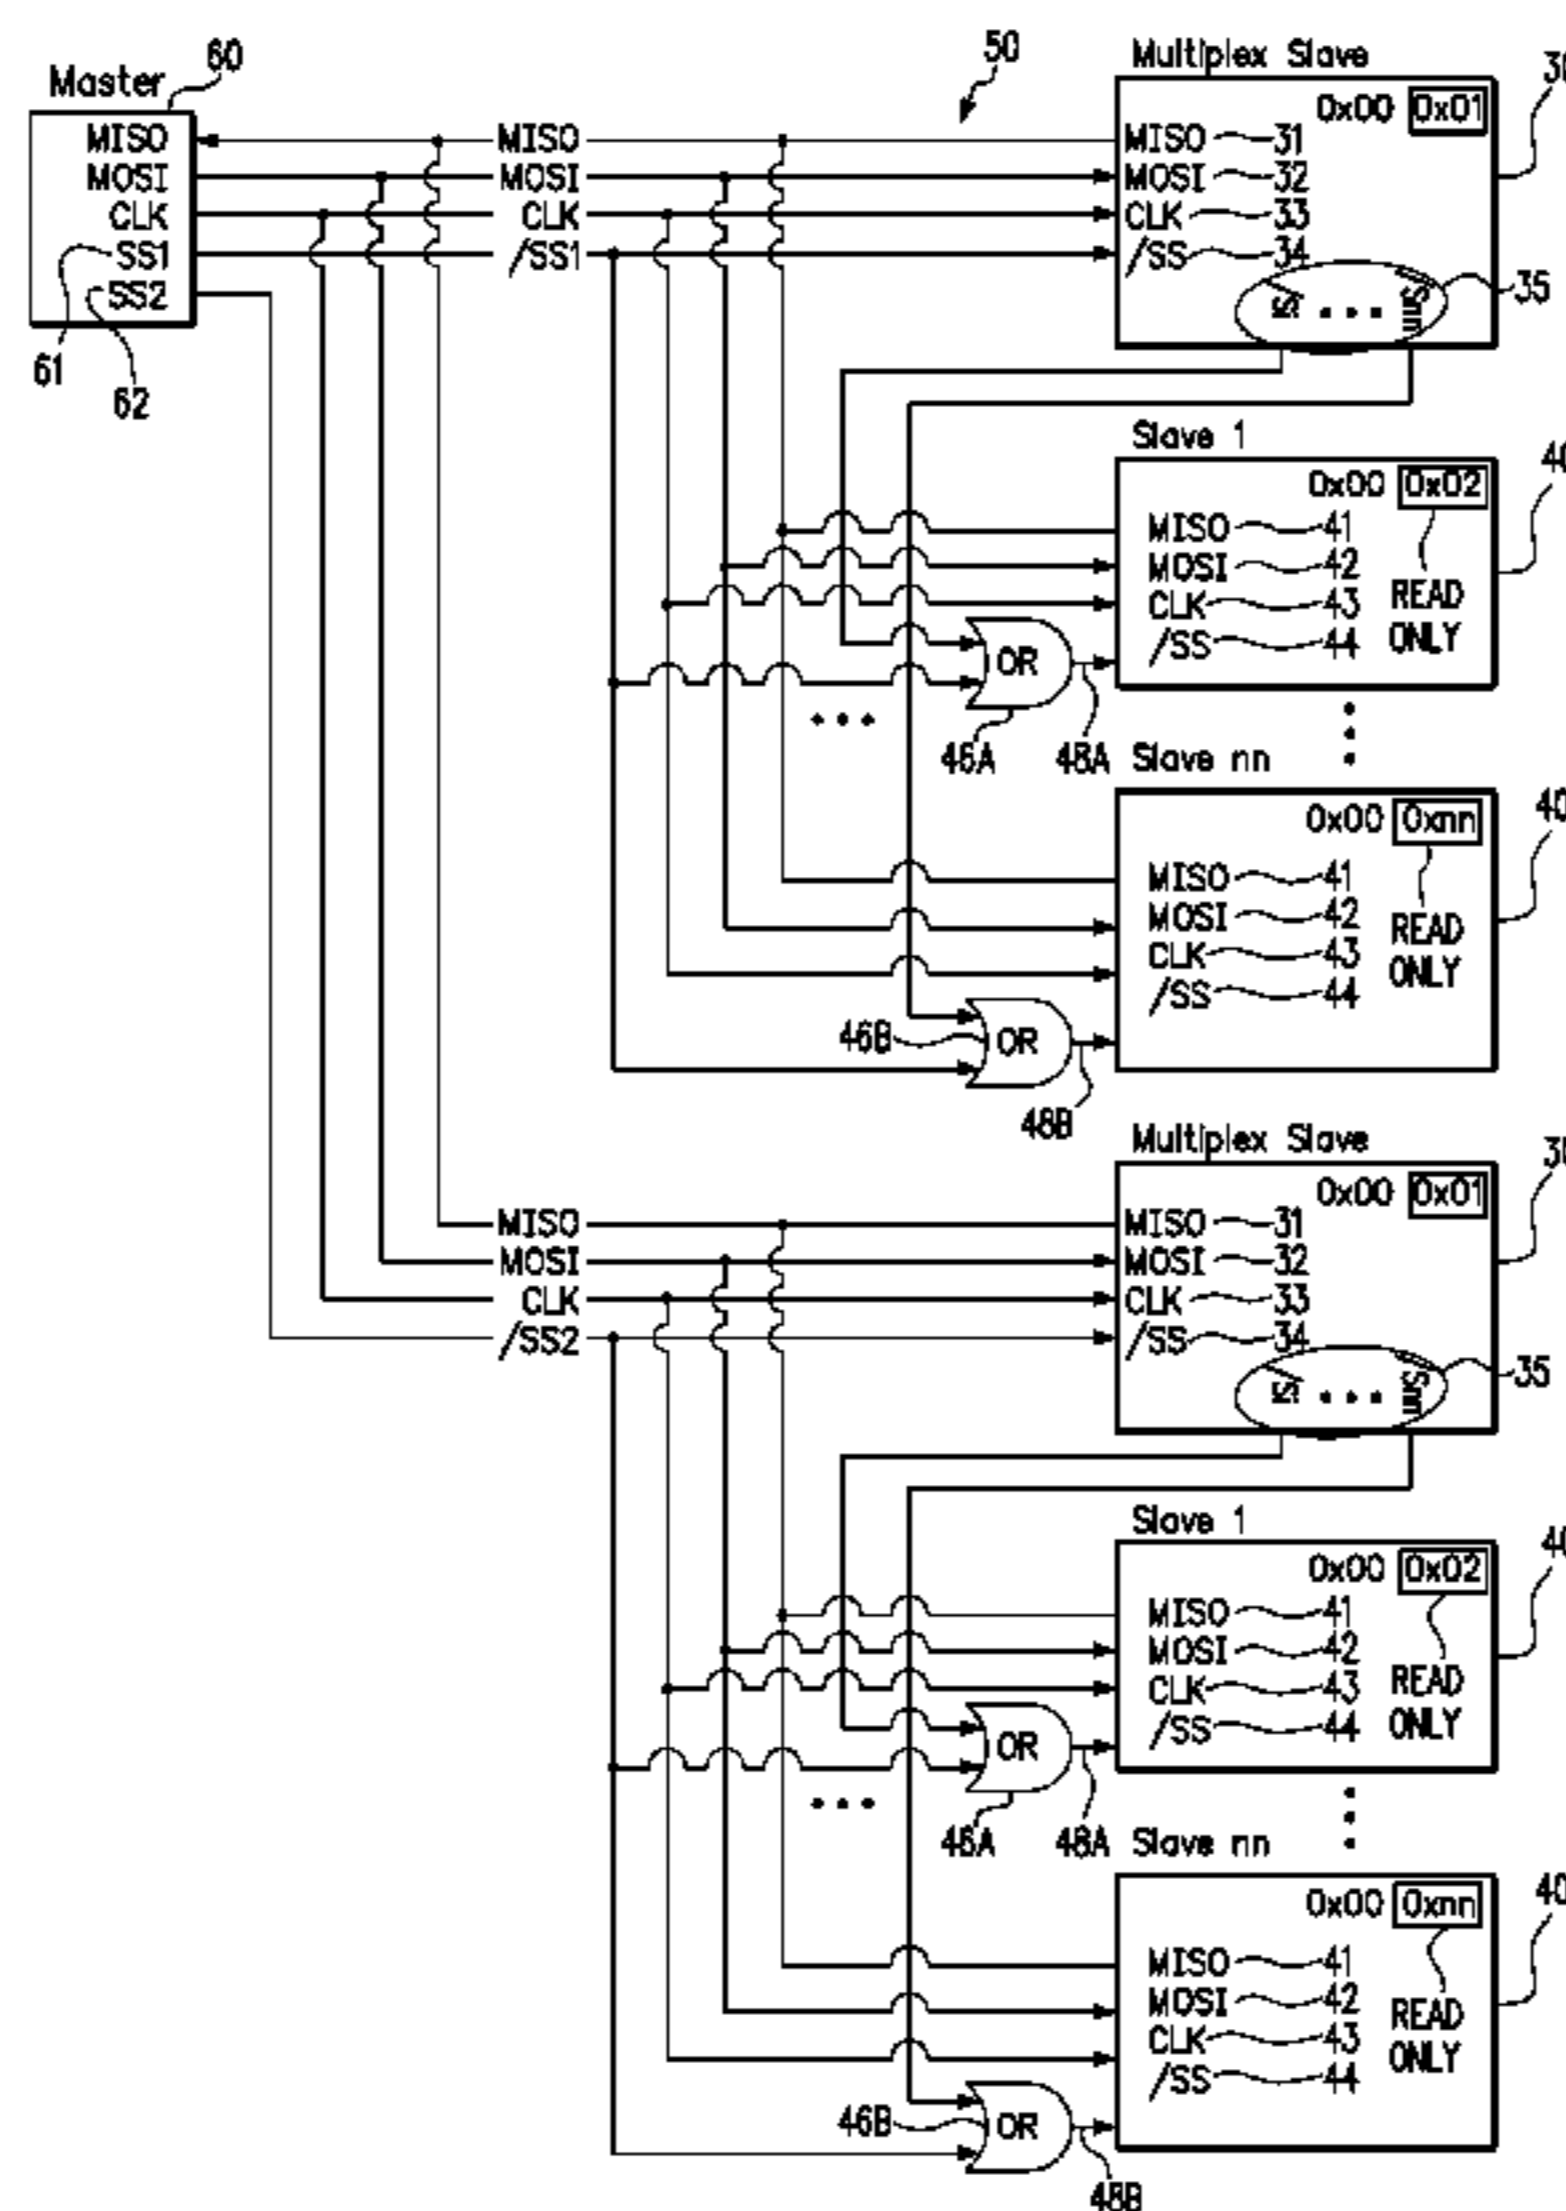 60
50
Master
MISO
MOSI
CLK
SS1
SS2
61
62
MISO
MOSI
CLK
/SS1
Multiplex Slave
0x00 0x01
MISO 31
MOSI 32
CLK 33
/SS 34
S1 ... Snn
35
Slave 1
0x00 0x02
MISO 41
MOSI 42
CLK 43
/SS 44
READ
ONLY
40
OR
46A
48A
...
Slave nn
0x00 0xnn
MISO 41
MOSI 42
CLK 43
/SS 44
READ
ONLY
40
46B
OR
48B
MISO
MOSI
CLK
/SS2
Multiplex Slave
0x00 0x01
MISO 31
MOSI 32
CLK 33
/SS 34
S1 ... Snn
35
Slave 1
0x00 0x02
MISO 41
MOSI 42
CLK 43
/SS 44
READ
ONLY
40
OR
46A
48A
...
Slave nn
0x00 0xnn
MISO 41
MOSI 42
CLK 43
/SS 44
READ
ONLY
40
46B
OR
48B